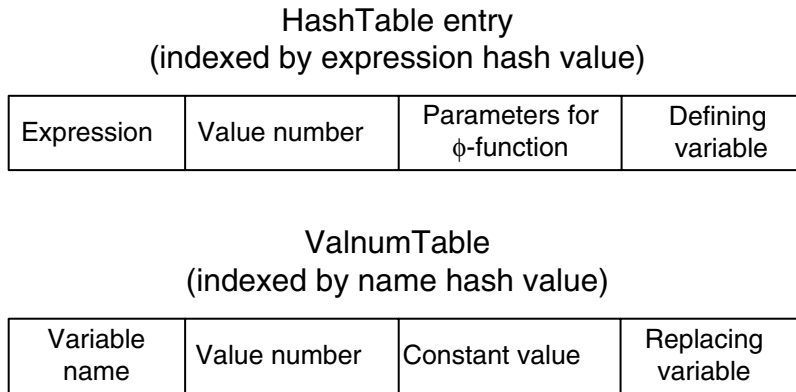 HashTable entry
(indexed by expression hash value)
Expression
Value number
Parameters for
ϕ-function
Defining
variable
ValnumTable
(indexed by name hash value)
Variable
name
Value number
Constant value
Replacing
variable